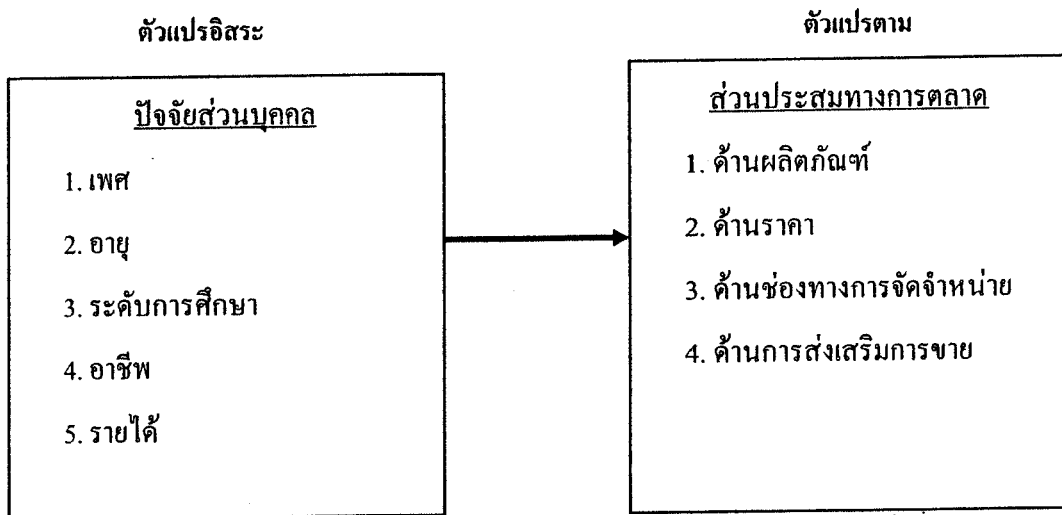 ตัวแปรอิสระ
ปัจจัยส่วนบุคคล
1. เพศ
2. อายุ
3. ระดับการศึกษา
4. อาชีพ
5. รายได้
ตัวแปรตาม
ส่วนประสมทางการตลาด
1. ด้านผลิตภัณฑ์
2. ด้านราคา
3. ด้านช่องทางการจัดจำหน่าย
4. ด้านการส่งเสริมการขาย